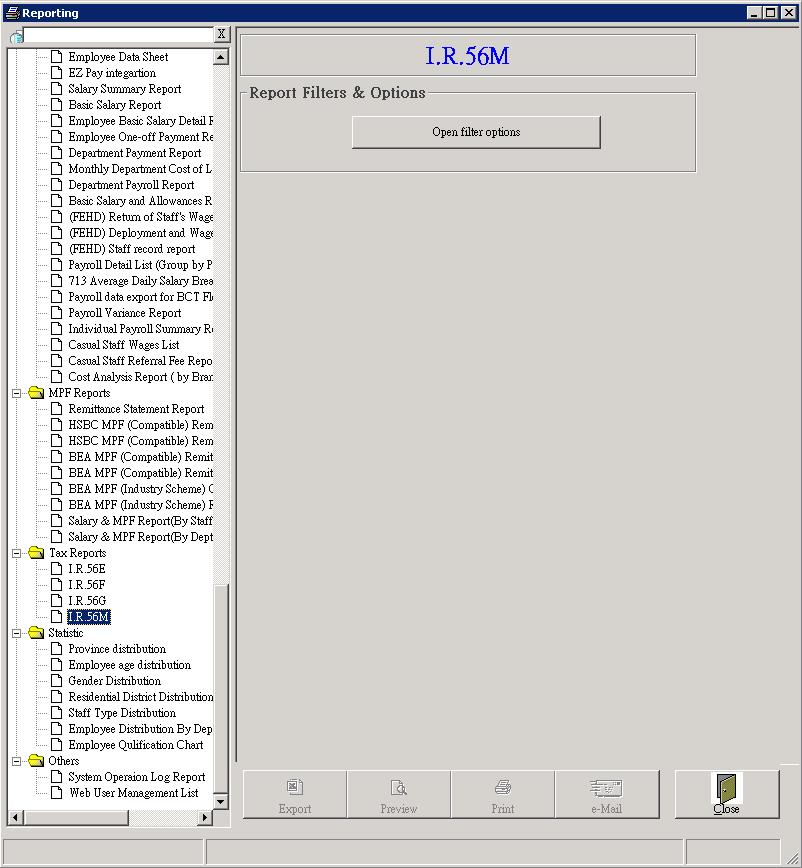 Reporting
X
Employee Data Sheet
EZ Pay integartion
Salary Summary Report
Basic Salary Report
Employee Basic Salary Detail R
Employee One-off Payment Re
Department Payment Report
Monthly Department Cost of L
Department Payroll Report
Basic Salary and Allowances R
(FEHD) Return of Staff's Wage
(FEHD) Deployment and Wage
(FEHD) Staff record report
Payroll Detail List (Group by P
713 Average Daily Salary Brea
Payroll data export for BCT Fl
Payroll Variance Report
Individual Payroll Summary Re
Casual Staff Wages List
Casual Staff Referral Fee Repo
Cost Analysis Report ( by Bran
MPF Reports
Remittance Statement Report
HSBC MPF (Compatible) Rem
HSBC MPF (Compatible) Rem
BEA MPF (Compatible) Remit
BEA MPF (Compatible) Remit
BEA MPF (Industry Scheme) C
BEA MPF (Industry Scheme) R
Salary & MPF Report(By Staff
Salary & MPF Report(By Dept
Tax Reports
I.R.56E
I.R.56F
I.R.56G
I.R.56M
Statistic
Province distribution
Employee age distribution
Gender Distribution
Residential District Distribution
Staff Type Distribution
Employee Distribution By Dep
Employee Qulification Chart
Others
System Operaion Log Report
Web User Management List
I.R.56M
Report Filters & Options
Open filter options
Export
Preview
Print
e-Mail
Close